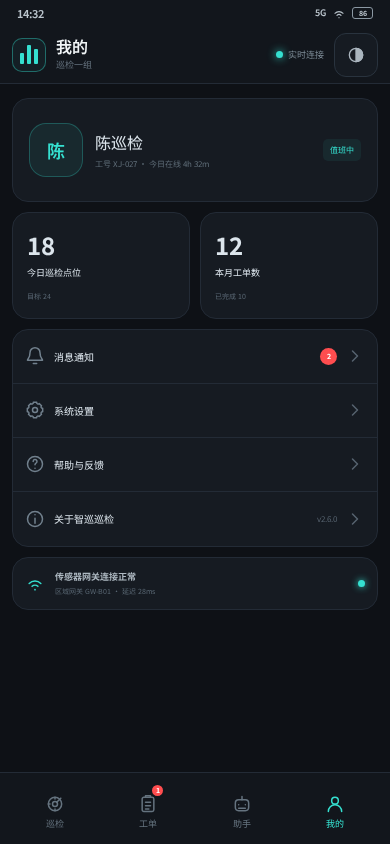 14:32
5G
86
我的
巡检一组
实时连接
陈
陈巡检
工号 XJ-027 · 今日在线 4h 32m
值班中
18
今日巡检点位
目标 24
12
本月工单数
已完成 10
消息通知
2
系统设置
帮助与反馈
关于智巡巡检
v2.6.0
传感器网关连接正常
区域网关 GW-B01 · 延迟 28ms
巡检
1
工单
助手
我的